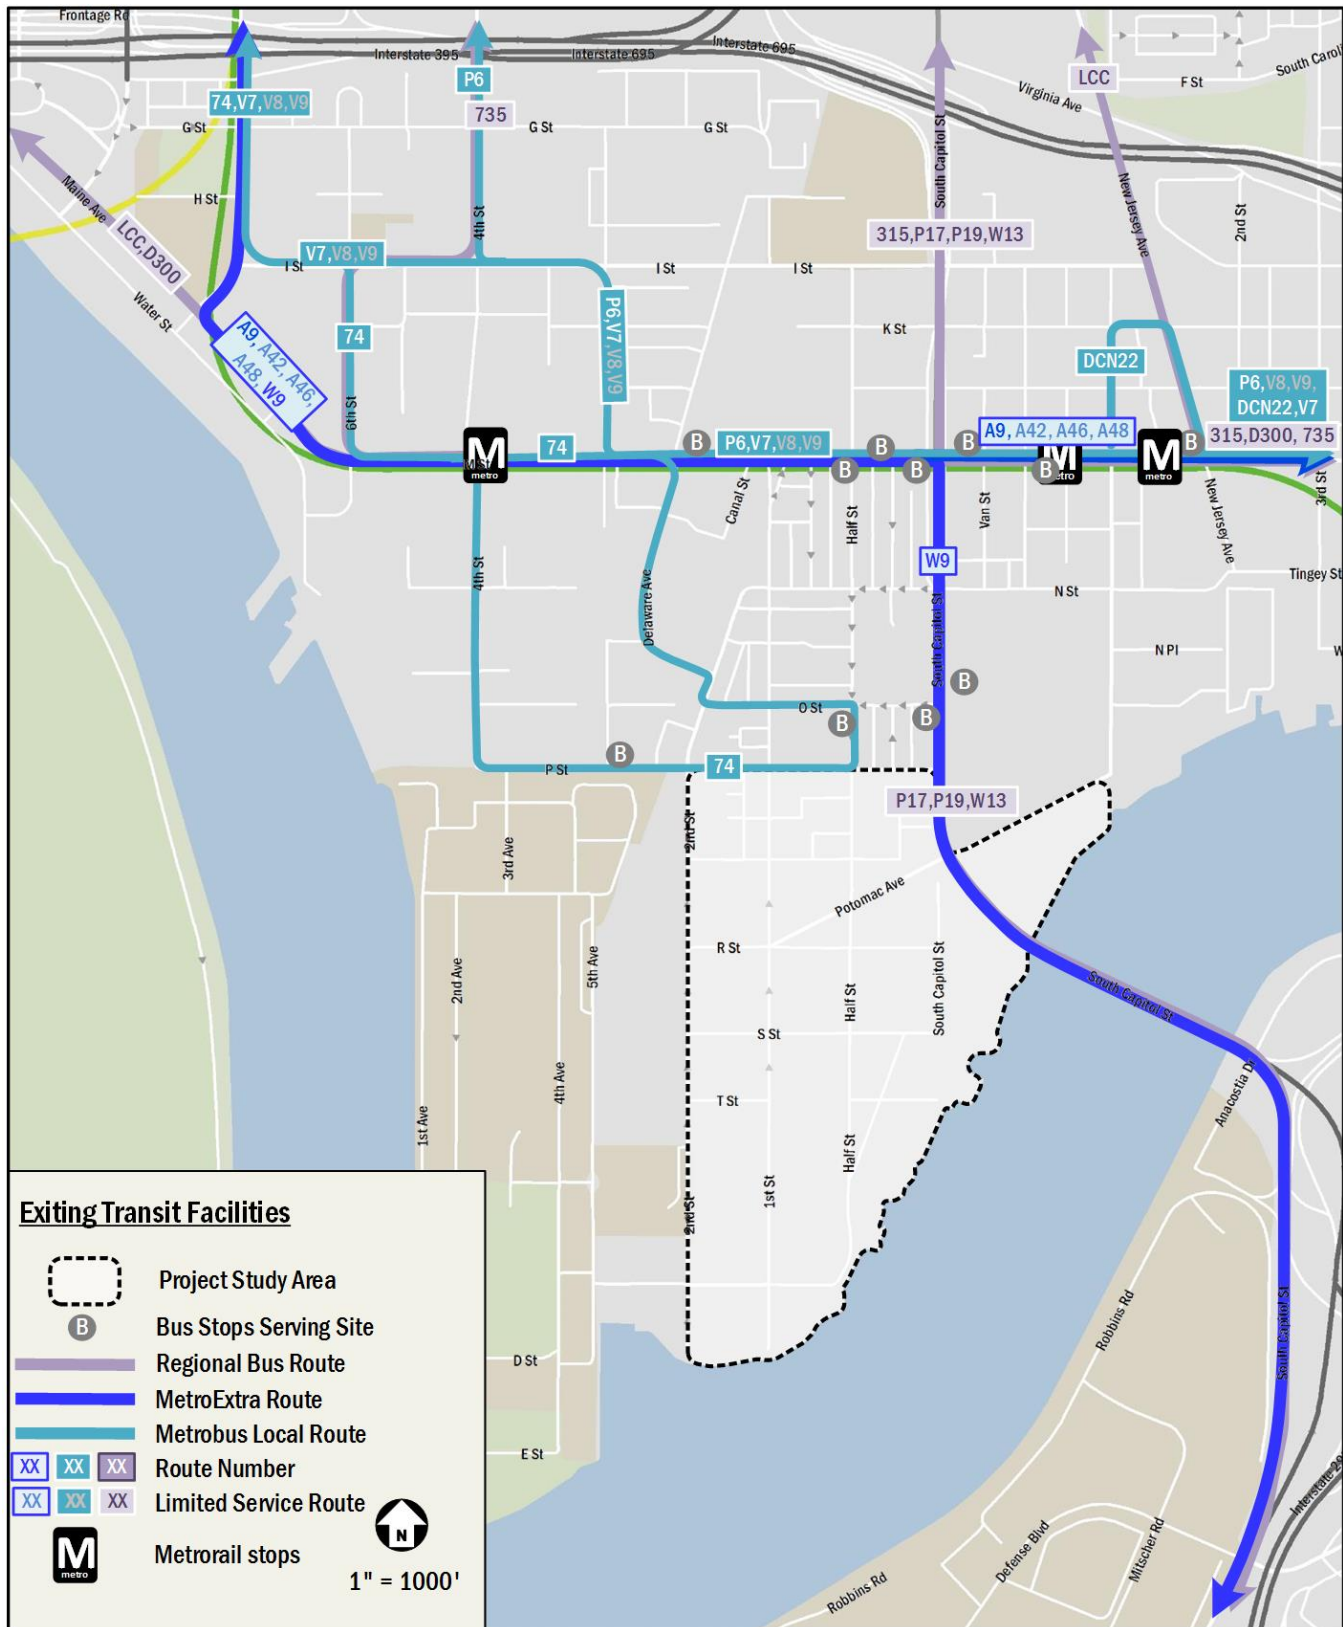 Frontage Rd
Interstate 395
Interstate 695
Interstate 695
South Carol
P6
LCC
F St
Virginia Ave
74,V7,V8,V9
735
G St
G St
G St
South Capitol St
Maine Ave
H St
4th St
New Jersey Ave
2nd St
LCC,D300
315,P17,P19,W13
V7,V8,V9
I St
I St
I St
Water St
P6,V7,V8,V9
K St
74
A9, A42, A46,
A48, W9
DCN22
P6,V8,V9,
DCN22,V7
6th St
74
B
P6,V7,V8,V9
B
B
A9, A42, A46, A48
B
315,D300, 735
M St
M
metro
B
B
B
M
etro
M
metro
Canal St
Half St
Van St
New Jersey Ave
3rd St
W9
4th St
Delaware Ave
N St
Tingey St
South Capitol St
N Pl
W
B
O St
B
B
B
P St
74
P17,P19,W13
2nd St
3rd Ave
Potomac Ave
R St
2nd Ave
5th Ave
Half St
South Capitol St
South Capitol St
S St
4th Ave
T St
Anacostia Dr
1st Ave
Half St
1st St
2nd St
Robbins Rd
South Capitol St
D St
E St
Interstate 29
Defense Blvd
Mitscher Rd
Robbins Rd
Exiting Transit Facilities
Project Study Area
B Bus Stops Serving Site
Regional Bus Route
MetroExtra Route
Metrobus Local Route
XX XX XX Route Number
XX XX XX Limited Service Route
M
metro
Metrorail stops
N
1" = 1000'